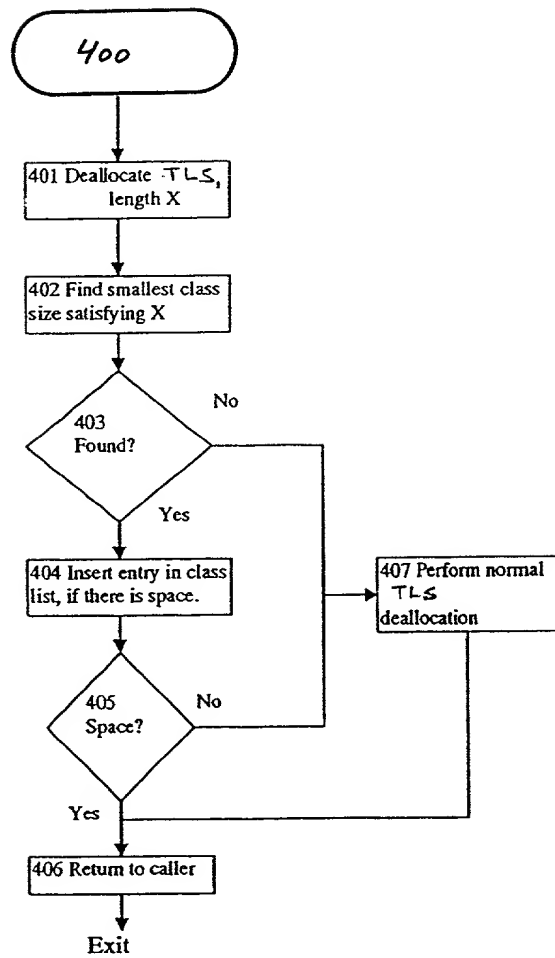 400
401 Deallocate TLS,
length X
402 Find smallest class
size satisfying X
No
403
Found?
Yes
404 Insert entry in class
list, if there is space.
407 Perform normal
TLS
deallocation
405
Space?
No
Yes
406 Return to caller
Exit